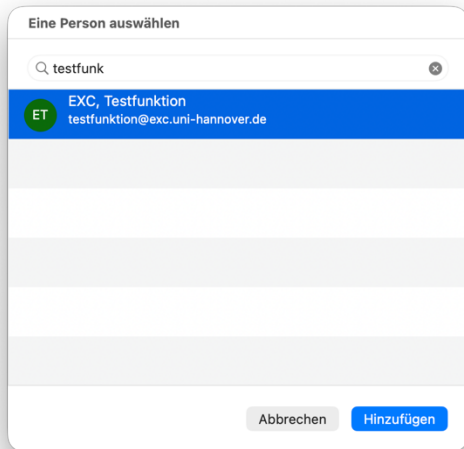 Eine Person auswählen
testfunk
ET
EXC, Testfunktion
testfunktion@exc.uni-hannover.de
Abbrechen
Hinzufügen